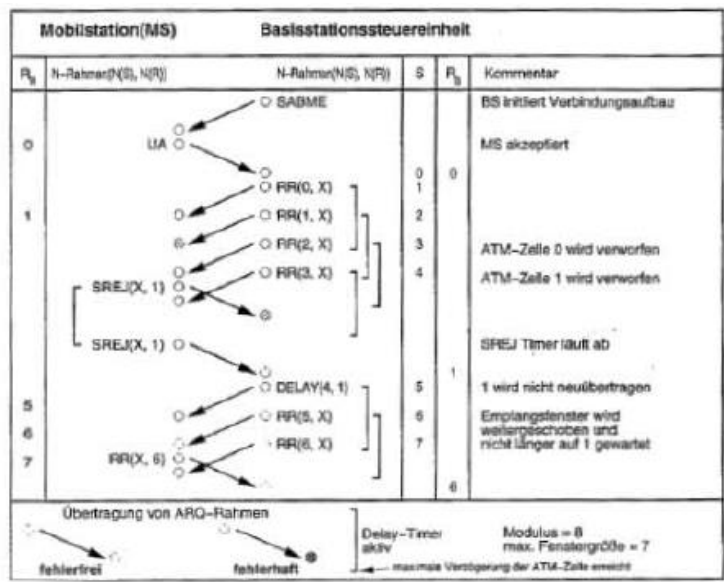 Mobilstation(MS) Basisstationssteuereinheit
R_n N-Rahmen(N(S), N(R)) N-Rahmen(N(S), N(R)) S R_n Kommentar
SABME BS initiiert Verbindungsaufbau
0 UA MS akzeptiert
0 0
RR(0, X) 1
1 RR(1, X) 2
RR(2, X) 3 ATM-Zelle 0 wird verworfen
RR(3, X) 4 ATM-Zelle 1 wird verworfen
SREJ(X, 1)
SREJ(X, 1) SREJ Timer läuft ab
1
DELAY(4, 1) 5 1 wird nicht neuübertragen
5 RR(5, X) 6 Empfangsfenster wird
weitergeschoben und
6 RR(6, X) 7 nicht länger auf 1 gewartet
7 RR(X, 6)
6
Übertragung von ARQ-Rahmen
Delay-Timer Modulus = 8
aktiv max. Fenstergröße = 7
fehlerfrei fehlerhaft maximale Verzögerung der ATM-Zelle erreicht